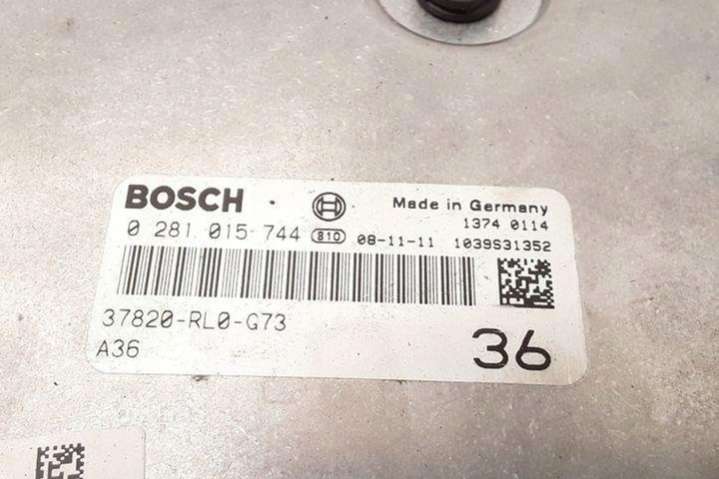 BOSCH
Made in Germany
1374 0114
0 281 015 744 810 08-11-11 1039S31352
37820-RL0-G73
A36
36